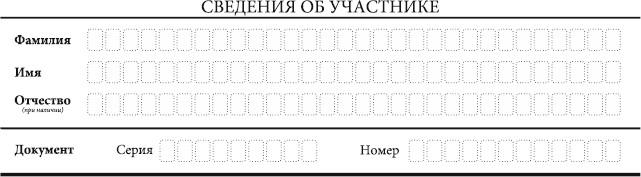 СВЕДЕНИЯ ОБ УЧАСТНИКЕ
Фамилия
Имя
Отчество
(при наличии)
Документ Серия Номер